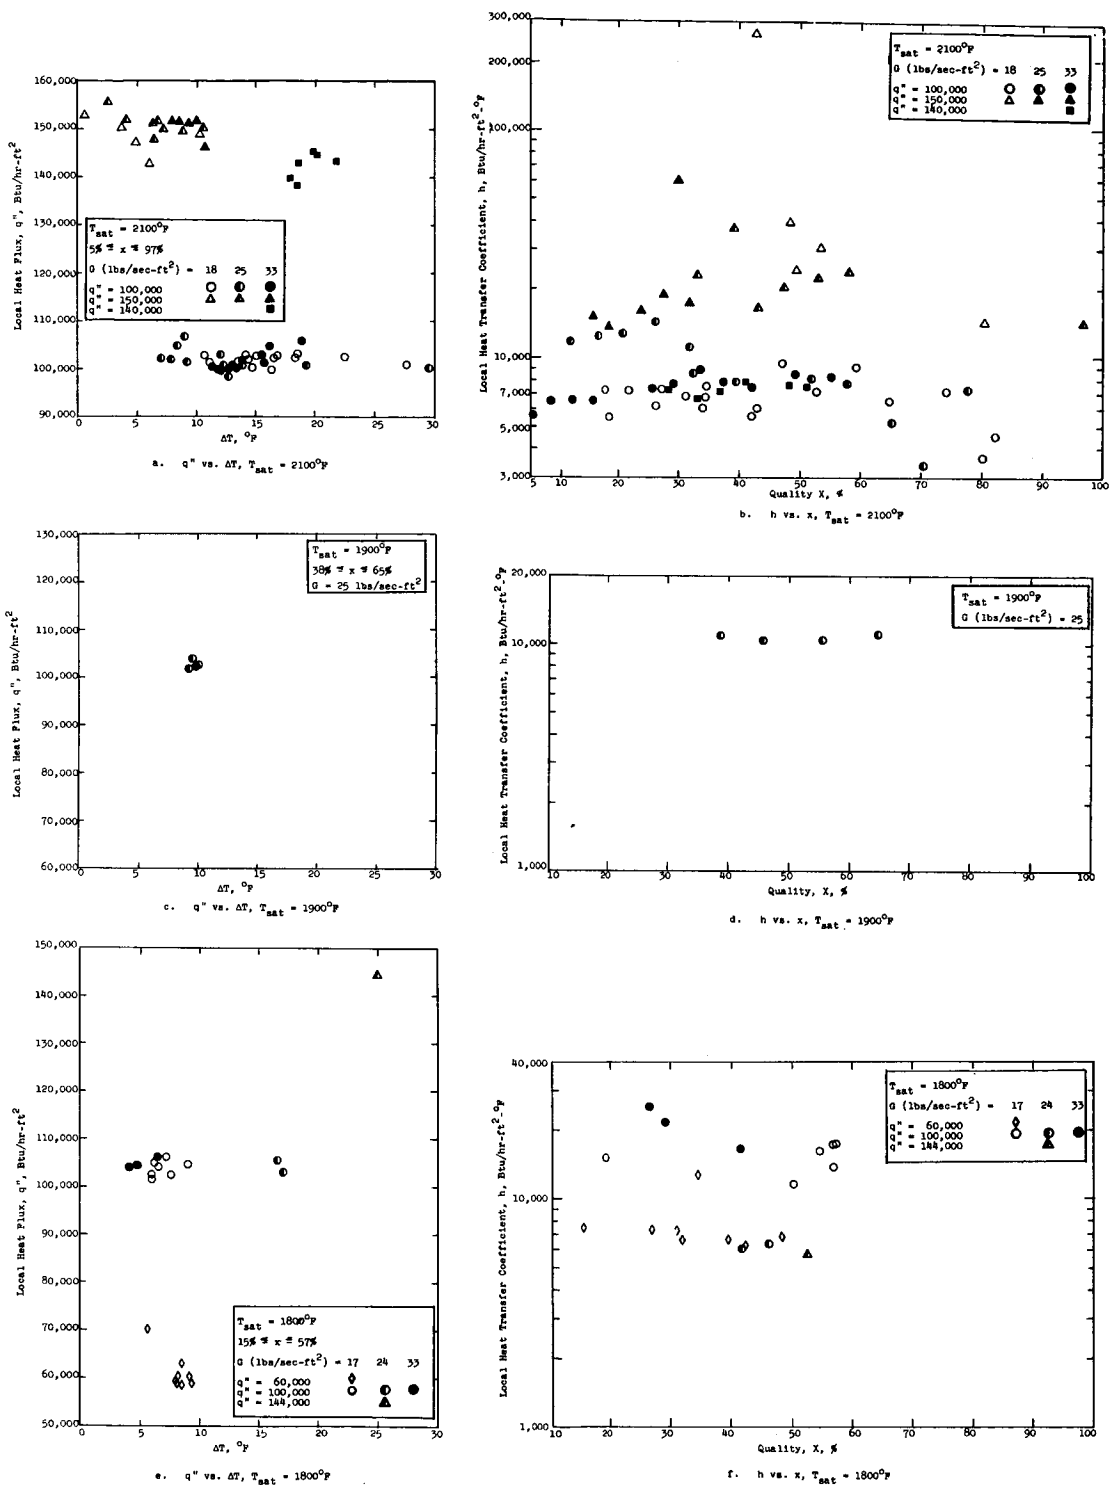 160,000
150,000
140,000
130,000
120,000
110,000
100,000
90,000
Local Heat Flux, q", Btu/hr-ft²
T_sat = 2100°F
5% ≤ x ≤ 97%
G (lbs/sec-ft²) = 18 25 33
q" = 100,000
q" = 150,000
q" = 140,000
0 5 10 15 20 25 30
ΔT, °F
a. q" vs. ΔT, T_sat = 2100°F
300,000
200,000
100,000
10,000
7,000
5,000
3,000
Local Heat Transfer Coefficient, h, Btu/hr-ft²-°F
T_sat = 2100°F
G (lbs/sec-ft²) = 18 25 33
q" = 100,000
q" = 150,000
q" = 140,000
5 10 20 30 40 50 60 70 80 90 100
Quality X, %
b. h vs. x, T_sat = 2100°F
130,000
120,000
110,000
100,000
90,000
80,000
70,000
60,000
Local Heat Flux, q", Btu/hr-ft²
T_sat = 1900°F
38% ≤ x ≤ 65%
G = 25 lbs/sec-ft²
0 5 10 15 20 25 30
ΔT, °F
c. q" vs. ΔT, T_sat = 1900°F
20,000
10,000
1,000
Local Heat Transfer Coefficient, h, Btu/hr-ft²-°F
T_sat = 1900°F
G (lbs/sec-ft²) = 25
10 20 30 40 50 60 70 80 90 100
Quality, X, %
d. h vs. x, T_sat = 1900°F
150,000
140,000
130,000
120,000
110,000
100,000
90,000
80,000
70,000
60,000
50,000
Local Heat Flux, q", Btu/hr-ft²
T_sat = 1800°F
15% ≤ x ≤ 57%
G (lbs/sec-ft²) = 17 24 33
q" = 60,000
q" = 100,000
q" = 144,000
0 5 10 15 20 25 30
ΔT, °F
e. q" vs. ΔT, T_sat = 1800°F
40,000
10,000
1,000
Local Heat Transfer Coefficient, h, Btu/hr-ft²-°F
T_sat = 1800°F
G (lbs/sec-ft²) = 17 24 33
q" = 60,000
q" = 100,000
q" = 144,000
10 20 30 40 50 60 70 80 90 100
Quality, X, %
f. h vs. x, T_sat = 1800°F